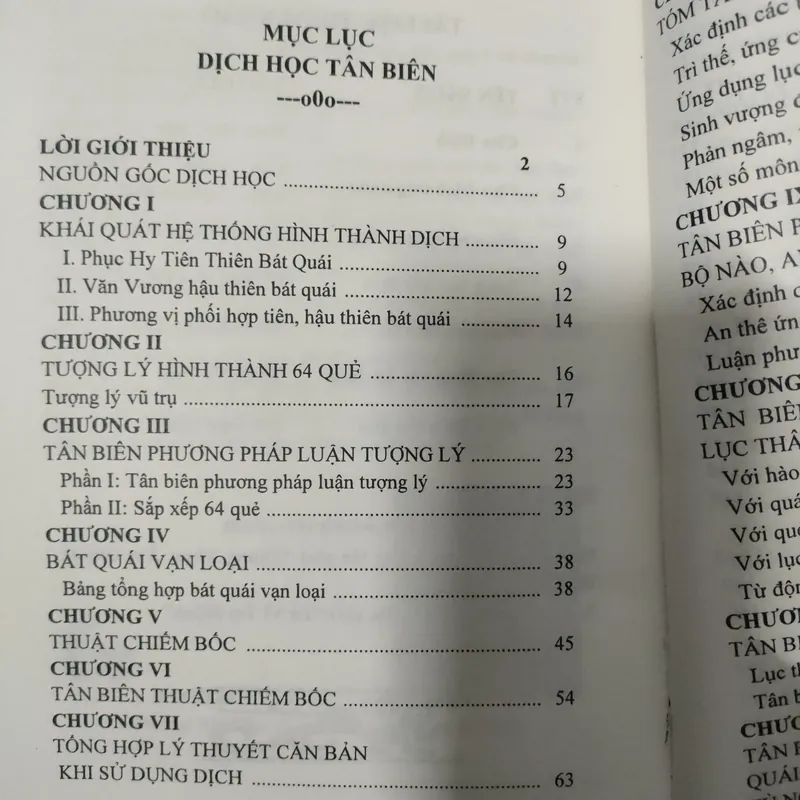 MỤC LỤC
DỊCH HỌC TÂN BIÊN
---o0o---
LỜI GIỚI THIỆU 2
NGUỒN GỐC DỊCH HỌC ........ 5
CHƯƠNG I
KHÁI QUÁT HỆ THỐNG HÌNH THÀNH DỊCH ........ 9
I. Phục Hy Tiên Thiên Bát Quái ........ 9
II. Văn Vương hậu thiên bát quái ........ 12
III. Phương vị phối hợp tiên, hậu thiên bát quái ........ 14
CHƯƠNG II
TƯỢNG LÝ HÌNH THÀNH 64 QUẺ ........ 16
Tượng lý vũ trụ ........ 17
CHƯƠNG III
TÂN BIÊN PHƯƠNG PHÁP LUẬN TƯỢNG LÝ ........ 23
Phần I: Tân biên phương pháp luận tượng lý ........ 23
Phần II: Sắp xếp 64 quẻ ........ 33
CHƯƠNG IV
BÁT QUÁI VẠN LOẠI ........ 38
Bảng tổng hợp bát quái vạn loại ........ 38
CHƯƠNG V
THUẬT CHIÊM BỐC ........ 45
CHƯƠNG VI
TÂN BIÊN THUẬT CHIÊM BỐC ........ 54
CHƯƠNG VII
TỔNG HỢP LÝ THUYẾT CĂN BẢN
KHI SỬ DỤNG DỊCH ........ 63
TÓM
Xác định các
Trì thế, ứng
Ứng dụng lục
Sinh vượng
Phản ngâm,
Một số môn
CHƯƠNG IX
TÂN BIÊN
BỘ NÀO,
Xác định
An thê ứn
Luận phư
CHƯƠNG
TÂN BIÊN
LỤC THÂ
Với hào
Với quá
Với que
Với lục
Từ độn
CHƯƠN
TÂN BI
Lục th
Tân b
CHƯƠN
TÂN B
QUÁI